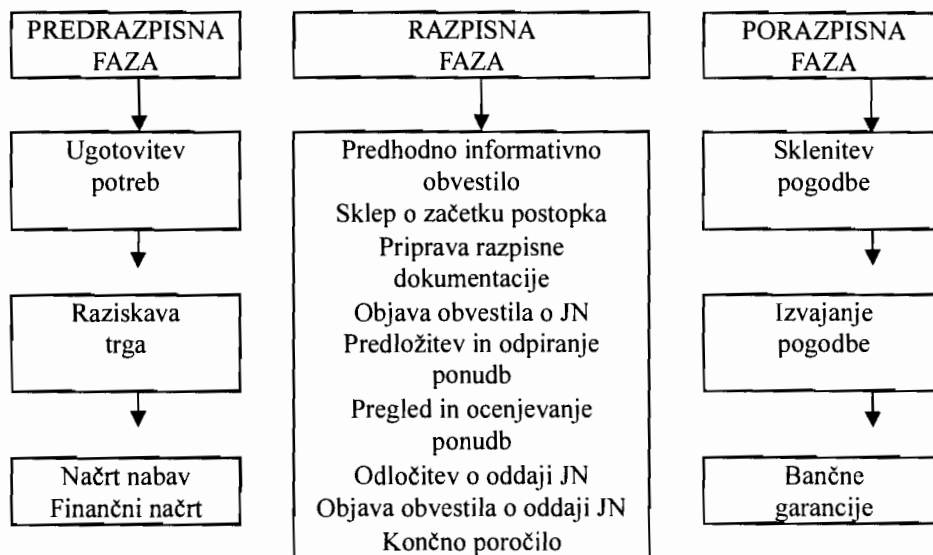 PREDRAZPISNA
FAZA
Ugotovitev
potreb
Raziskava
trga
Načrt nabav
Finančni načrt
RAZPISNA
FAZA
Predhodno informativno
obvestilo
Sklep o začetku postopka
Priprava razpisne
dokumentacije
Objava obvestila o JN
Predložitev in odpiranje
ponudb
Pregled in ocenjevanje
ponudb
Odločitev o oddaji JN
Objava obvestila o oddaji JN
Končno poročilo
PORAZPISNA
FAZA
Sklenitev
pogodbe
Izvajanje
pogodbe
Bančne
garancije